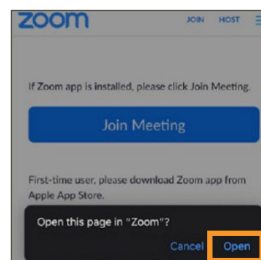 zoom JOIN HOST
If Zoom app is installed, please click Join Meeting.
Join Meeting
First-time user, please download Zoom app from
Apple App Store.
Open this page in "Zoom"?
Cancel Open